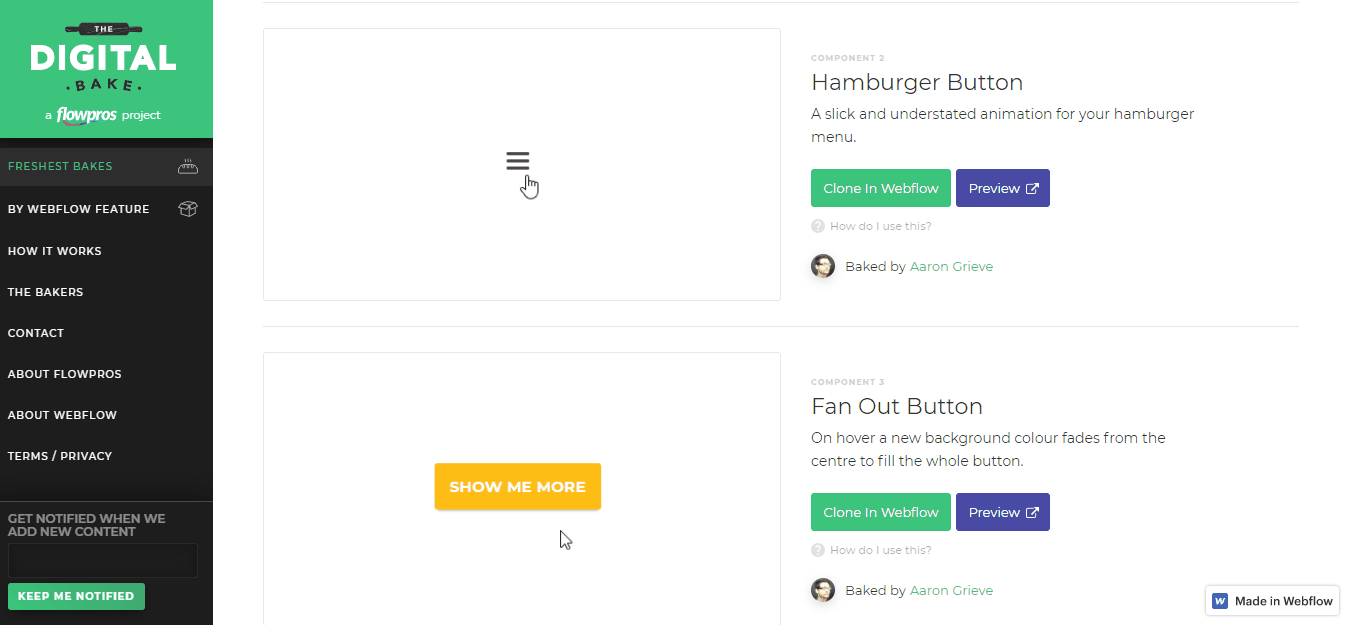 THE
DIGITAL
.BAKE.
a flowpros project
FRESHEST BAKES
BY WEBFLOW FEATURE
HOW IT WORKS
THE BAKERS
CONTACT
ABOUT FLOWPROS
ABOUT WEBFLOW
TERMS / PRIVACY
GET NOTIFIED WHEN WE
ADD NEW CONTENT
KEEP ME NOTIFIED
COMPONENT 2
Hamburger Button
A slick and understated animation for your hamburger
menu.
Clone In Webflow Preview
? How do I use this?
Baked by Aaron Grieve
SHOW ME MORE
COMPONENT 3
Fan Out Button
On hover a new background colour fades from the
centre to fill the whole button.
Clone In Webflow Preview
? How do I use this?
Baked by Aaron Grieve
W Made in Webflow